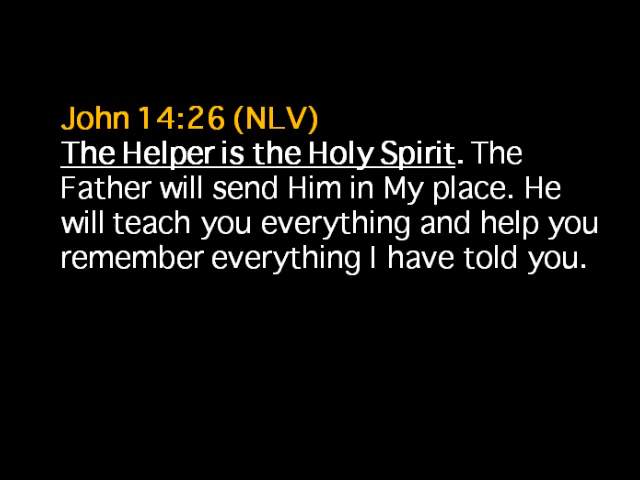 John 14:26 (NLV)
The Helper is the Holy Spirit. The
Father will send Him in My place. He
will teach you everything and help you
remember everything I have told you.